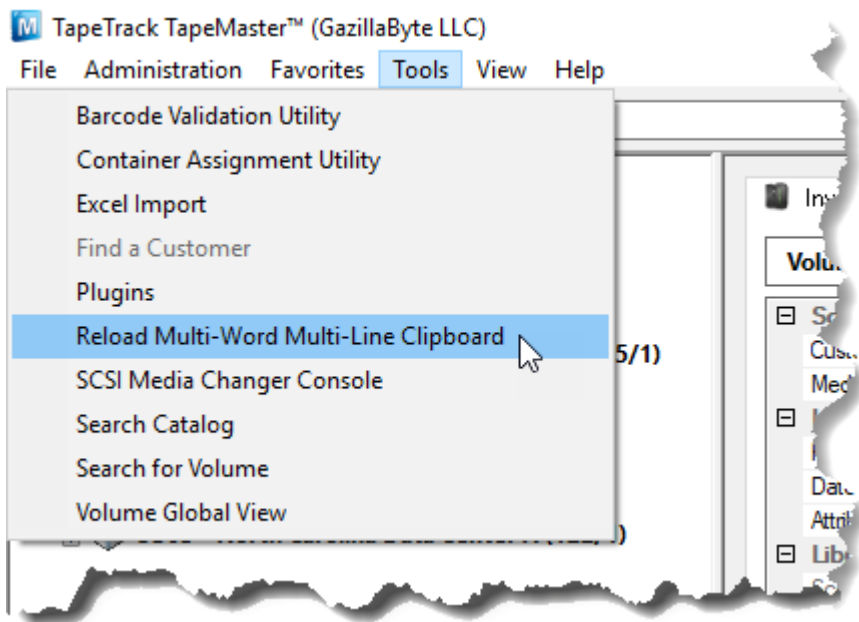 TapeTrack TapeMaster™ (GazillaByte LLC)
File Administration Favorites Tools View Help
Barcode Validation Utility
Container Assignment Utility
Excel Import
Find a Customer
Plugins
Reload Multi-Word Multi-Line Clipboard
SCSI Media Changer Console
Search Catalog
Search for Volume
Volume Global View
5/1)